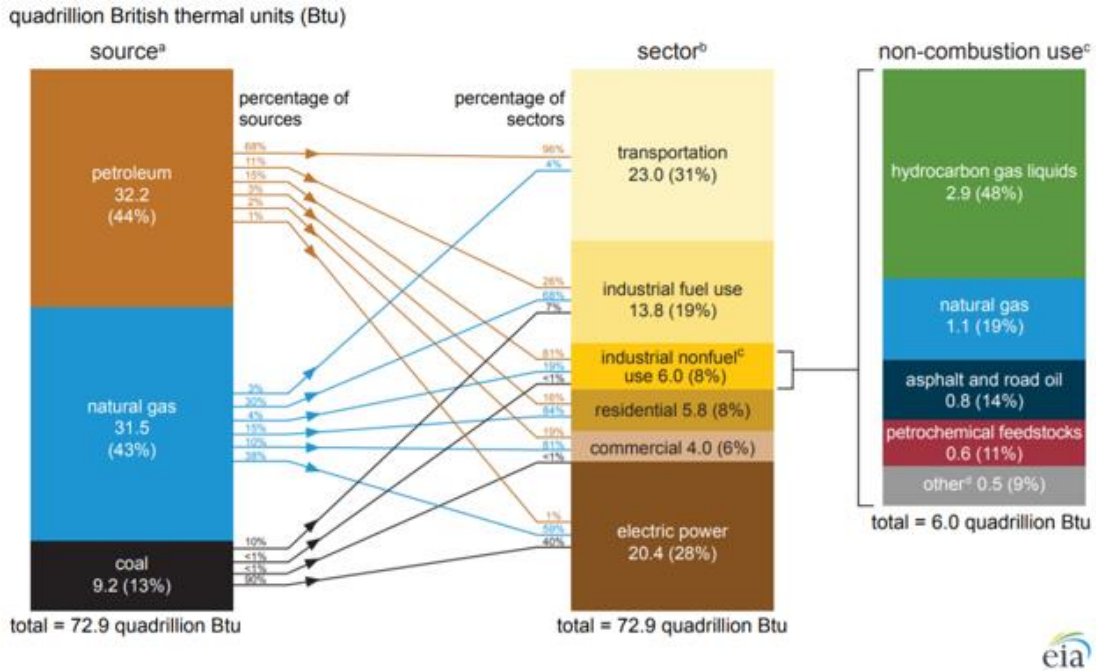 quadrillion British thermal units (Btu)
sourceᵃ
sectorᵇ
non-combustion useᶜ
percentage of
sources
percentage of
sectors
petroleum
32.2
(44%)
68%
11%
15%
3%
2%
1%
natural gas
31.5
(43%)
3%
30%
4%
15%
10%
38%
coal
9.2 (13%)
10%
<1%
<1%
90%
total = 72.9 quadrillion Btu
96%
4%
transportation
23.0 (31%)
26%
68%
7%
industrial fuel use
13.8 (19%)
81%
19%
<1%
industrial nonfuelᶜ
use 6.0 (8%)
16%
84%
residential 5.8 (8%)
19%
81%
<1%
commercial 4.0 (6%)
1%
59%
40%
electric power
20.4 (28%)
total = 72.9 quadrillion Btu
hydrocarbon gas liquids
2.9 (48%)
natural gas
1.1 (19%)
asphalt and road oil
0.8 (14%)
petrochemical feedstocks
0.6 (11%)
otherᵈ 0.5 (9%)
total = 6.0 quadrillion Btu
eia